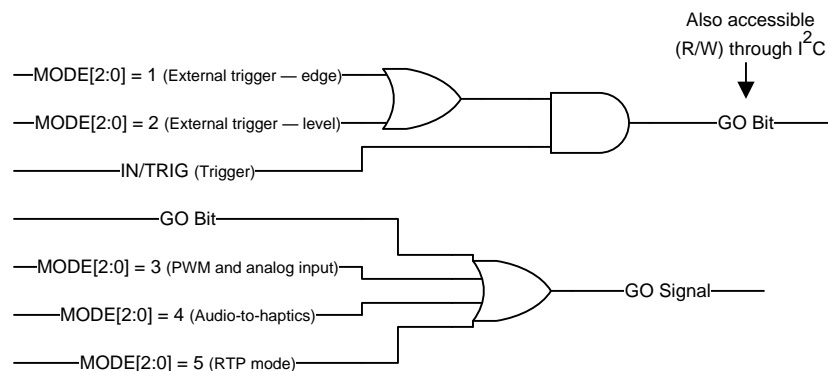 Also accessible
(R/W) through I²C
MODE[2:0] = 1 (External trigger — edge)
MODE[2:0] = 2 (External trigger — level)
GO Bit
IN/TRIG (Trigger)
GO Bit
MODE[2:0] = 3 (PWM and analog input)
GO Signal
MODE[2:0] = 4 (Audio-to-haptics)
MODE[2:0] = 5 (RTP mode)